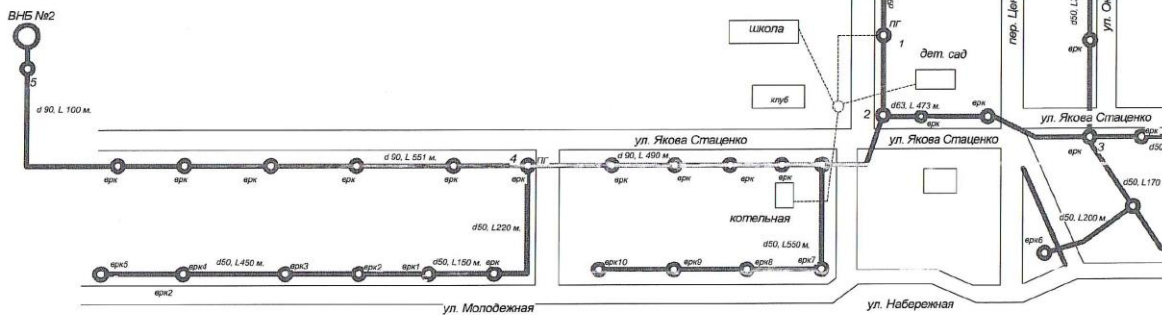 ВНБ №2
5
d 90, L 100 м.
врк
врк
врк
врк
врк
d 90, L 551 м.
4
ПГ
врк
d50, L220 м.
врк5
d50, L450 м.
врк4
врк2
врк3
врк2
врк1
d50, L150 м.
врк
ул. Молодежная
ул. Якова Стаценко
d 90, L 490 м.
врк
врк
врк
врк
котельная
d50, L550 м.
врк10
врк9
врк8
врк7
школа
клуб
дет. сад
ПГ
1
2
d63, L 473 м.
врк
врк
ул. Якова Стаценко
ул. Набережная
пер. Цен
врк
ул. Ок
ул. Якова Стаценко
врк
3
врк
d50
d50, L170
d50, L200 м
врк6